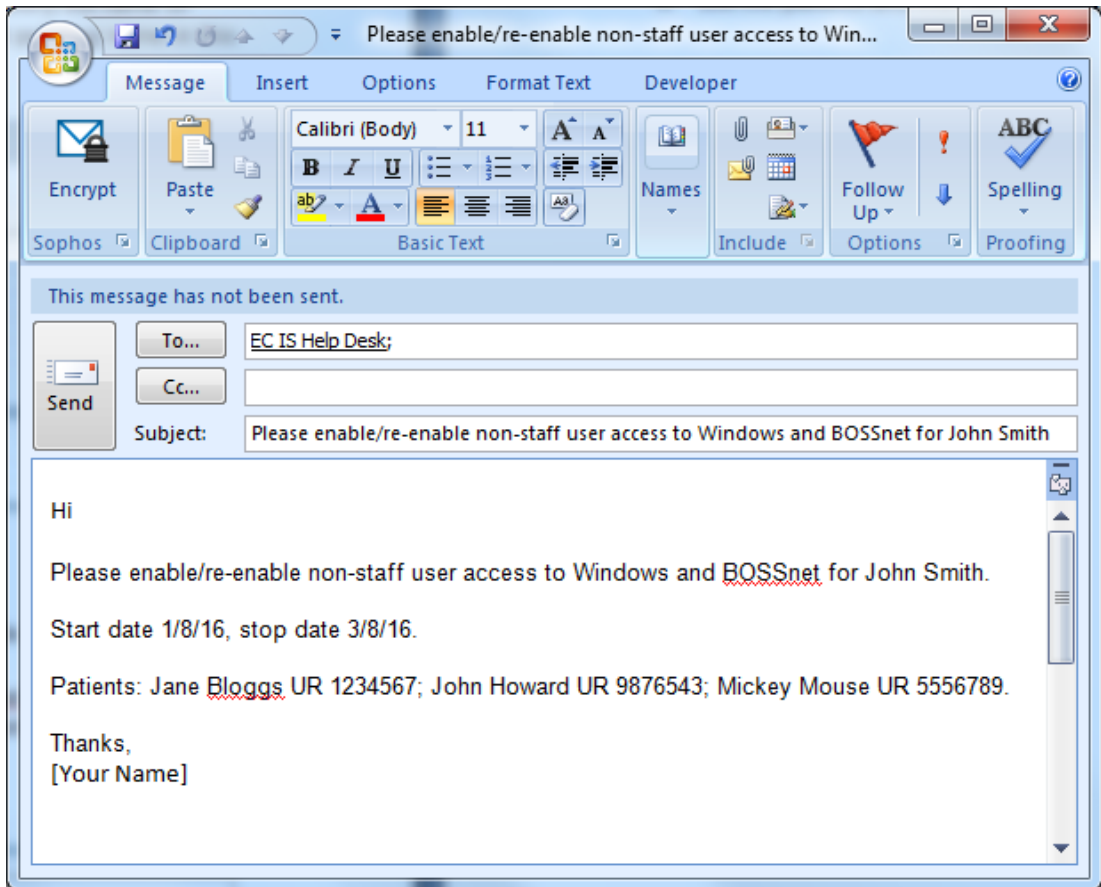 Please enable/re-enable non-staff user access to Win...
Message Insert Options Format Text Developer
Calibri (Body) 11 A A ABC
B I U
Encrypt Paste ab A Aa Names Follow Up Spelling
Sophos Clipboard Basic Text Include Options Proofing
This message has not been sent.
To... EC IS Help Desk;
Send Cc...
Subject: Please enable/re-enable non-staff user access to Windows and BOSSnet for John Smith
Hi
Please enable/re-enable non-staff user access to Windows and BOSSnet for John Smith.
Start date 1/8/16, stop date 3/8/16.
Patients: Jane Bloggs UR 1234567; John Howard UR 9876543; Mickey Mouse UR 5556789.
Thanks,
[Your Name]